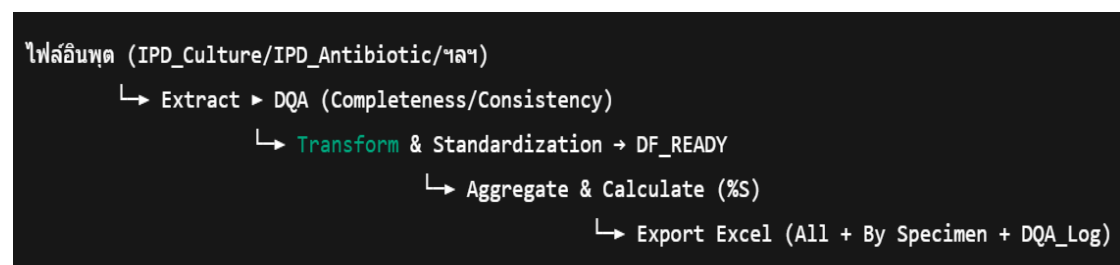 ไฟล์อินพุต (IPD_Culture/IPD_Antibiotic/ฯลฯ)
└→ Extract ► DQA (Completeness/Consistency)
└→ Transform & Standardization → DF_READY
└→ Aggregate & Calculate (%S)
└→ Export Excel (All + By Specimen + DQA_Log)